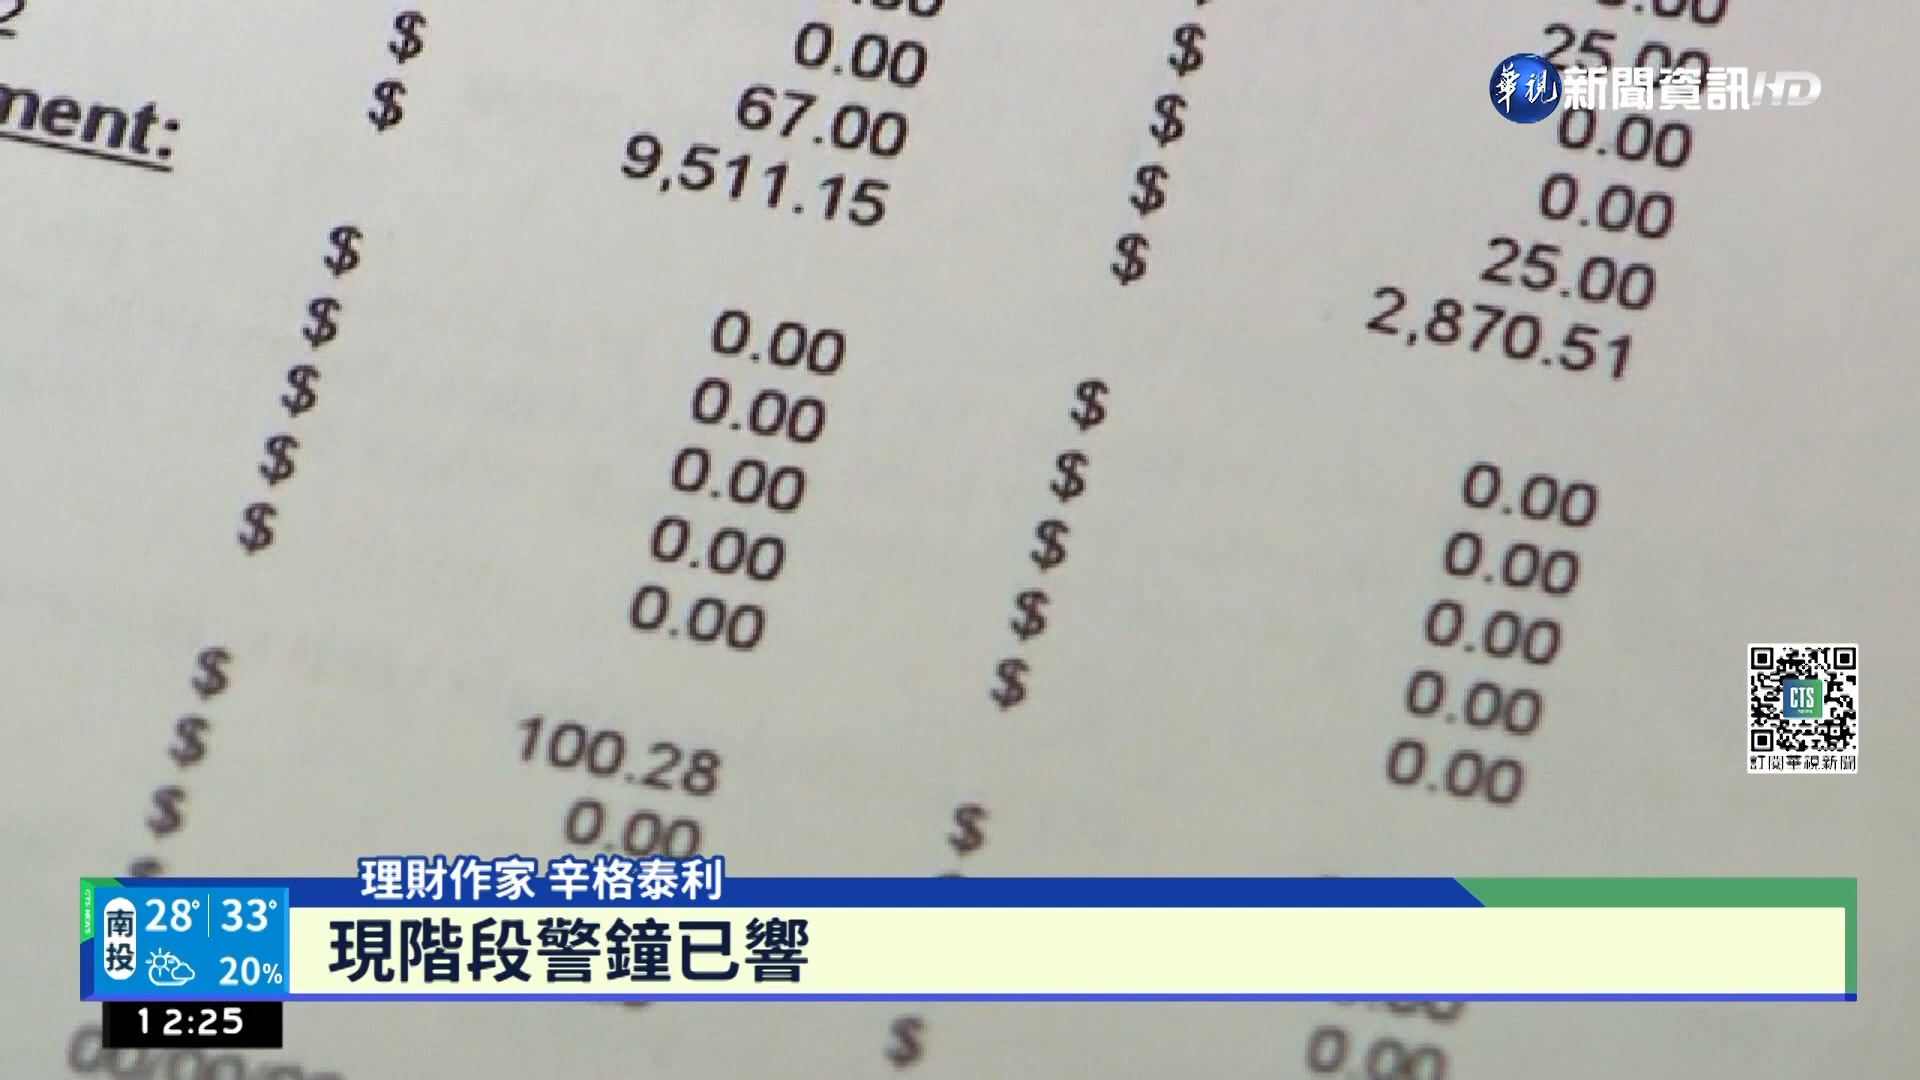 $ 0.00 $ 25.00
$ 67.00 $ 0.00
ment: 9,511.15 $ 0.00
$ 25.00
2,870.51
$ 0.00 $ 0.00
$ 0.00 $ 0.00
$ 0.00 $ 0.00
$ 0.00 $ 0.00
$ 0.00 $ 0.00
$ 100.28 $
$ 0.00
$
華視 新聞資訊HD
CTS
訂閱華視新聞
理財作家 辛格泰利
現階段警鐘已響
南投 28° 33°
20%
12:25
$ 0.00